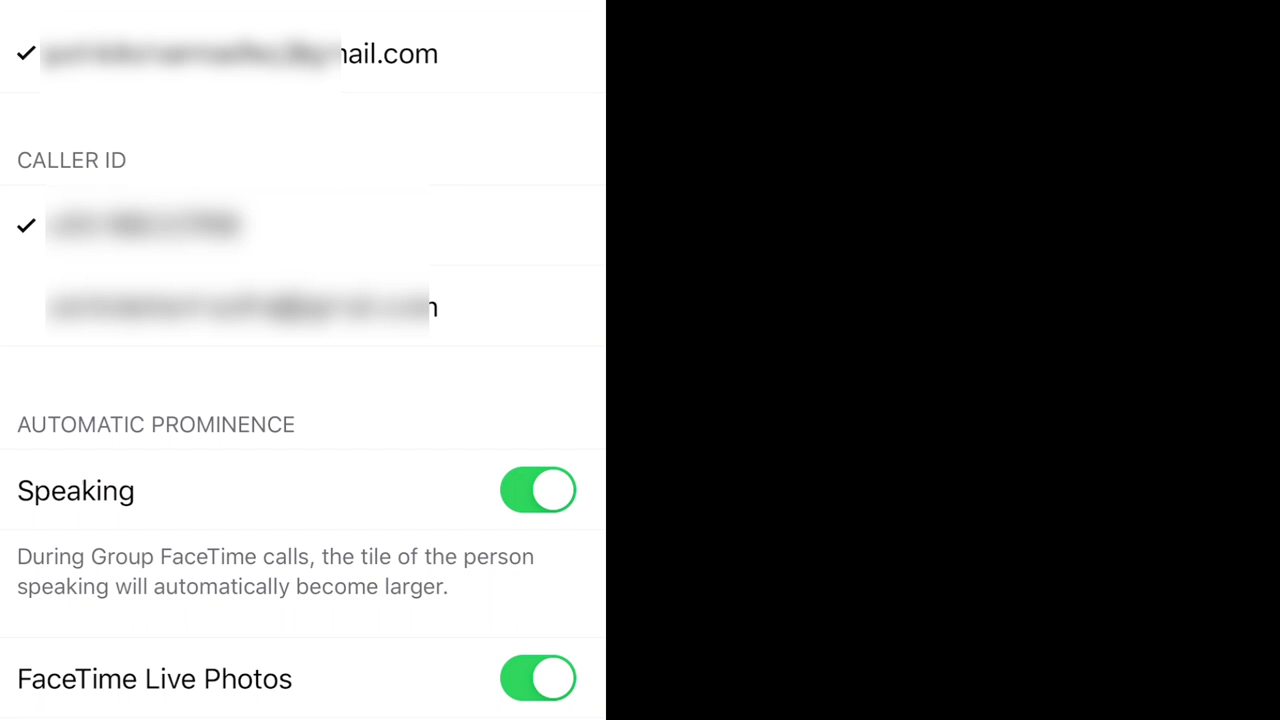 mail.com
CALLER ID
AUTOMATIC PROMINENCE
Speaking
During Group FaceTime calls, the tile of the person
speaking will automatically become larger.
FaceTime Live Photos